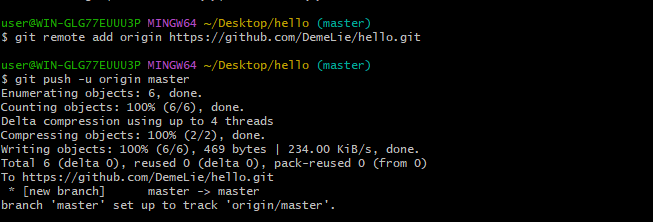 user@WIN-GLG77EUUU3P MINGW64 ~/Desktop/hello (master)
$ git remote add origin https://github.com/DemeLie/hello.git
user@WIN-GLG77EUUU3P MINGW64 ~/Desktop/hello (master)
$ git push -u origin master
Enumerating objects: 6, done.
Counting objects: 100% (6/6), done.
Delta compression using up to 4 threads
Compressing objects: 100% (2/2), done.
Writing objects: 100% (6/6), 469 bytes | 234.00 KiB/s, done.
Total 6 (delta 0), reused 0 (delta 0), pack-reused 0 (from 0)
To https://github.com/DemeLie/hello.git
 * [new branch]      master -> master
branch 'master' set up to track 'origin/master'.